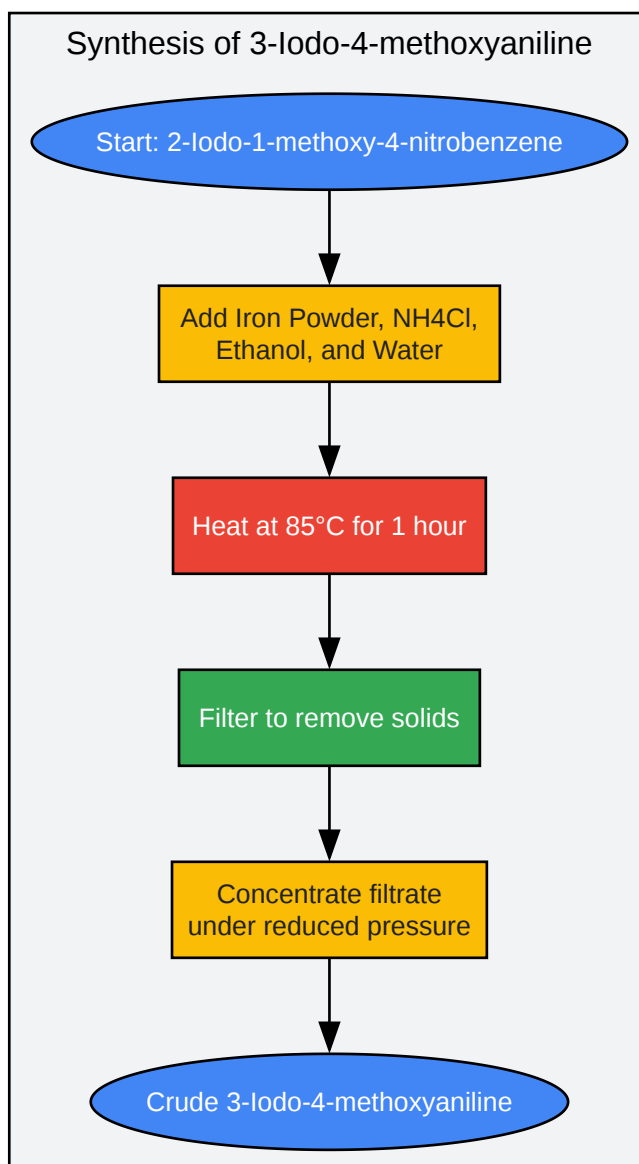 Synthesis of 3-Iodo-4-methoxyaniline
Start: 2-Iodo-1-methoxy-4-nitrobenzene
Add Iron Powder, NH4Cl,
Ethanol, and Water
Heat at 85°C for 1 hour
Filter to remove solids
Concentrate filtrate
under reduced pressure
Crude 3-Iodo-4-methoxyaniline